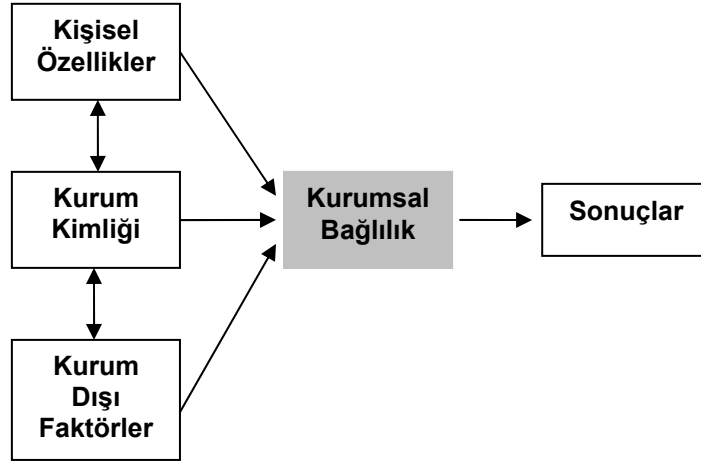 Kişisel
Özellikler
Kurum
Kimliği
Kurumsal
Bağlılık
Sonuçlar
Kurum
Dışı
Faktörler